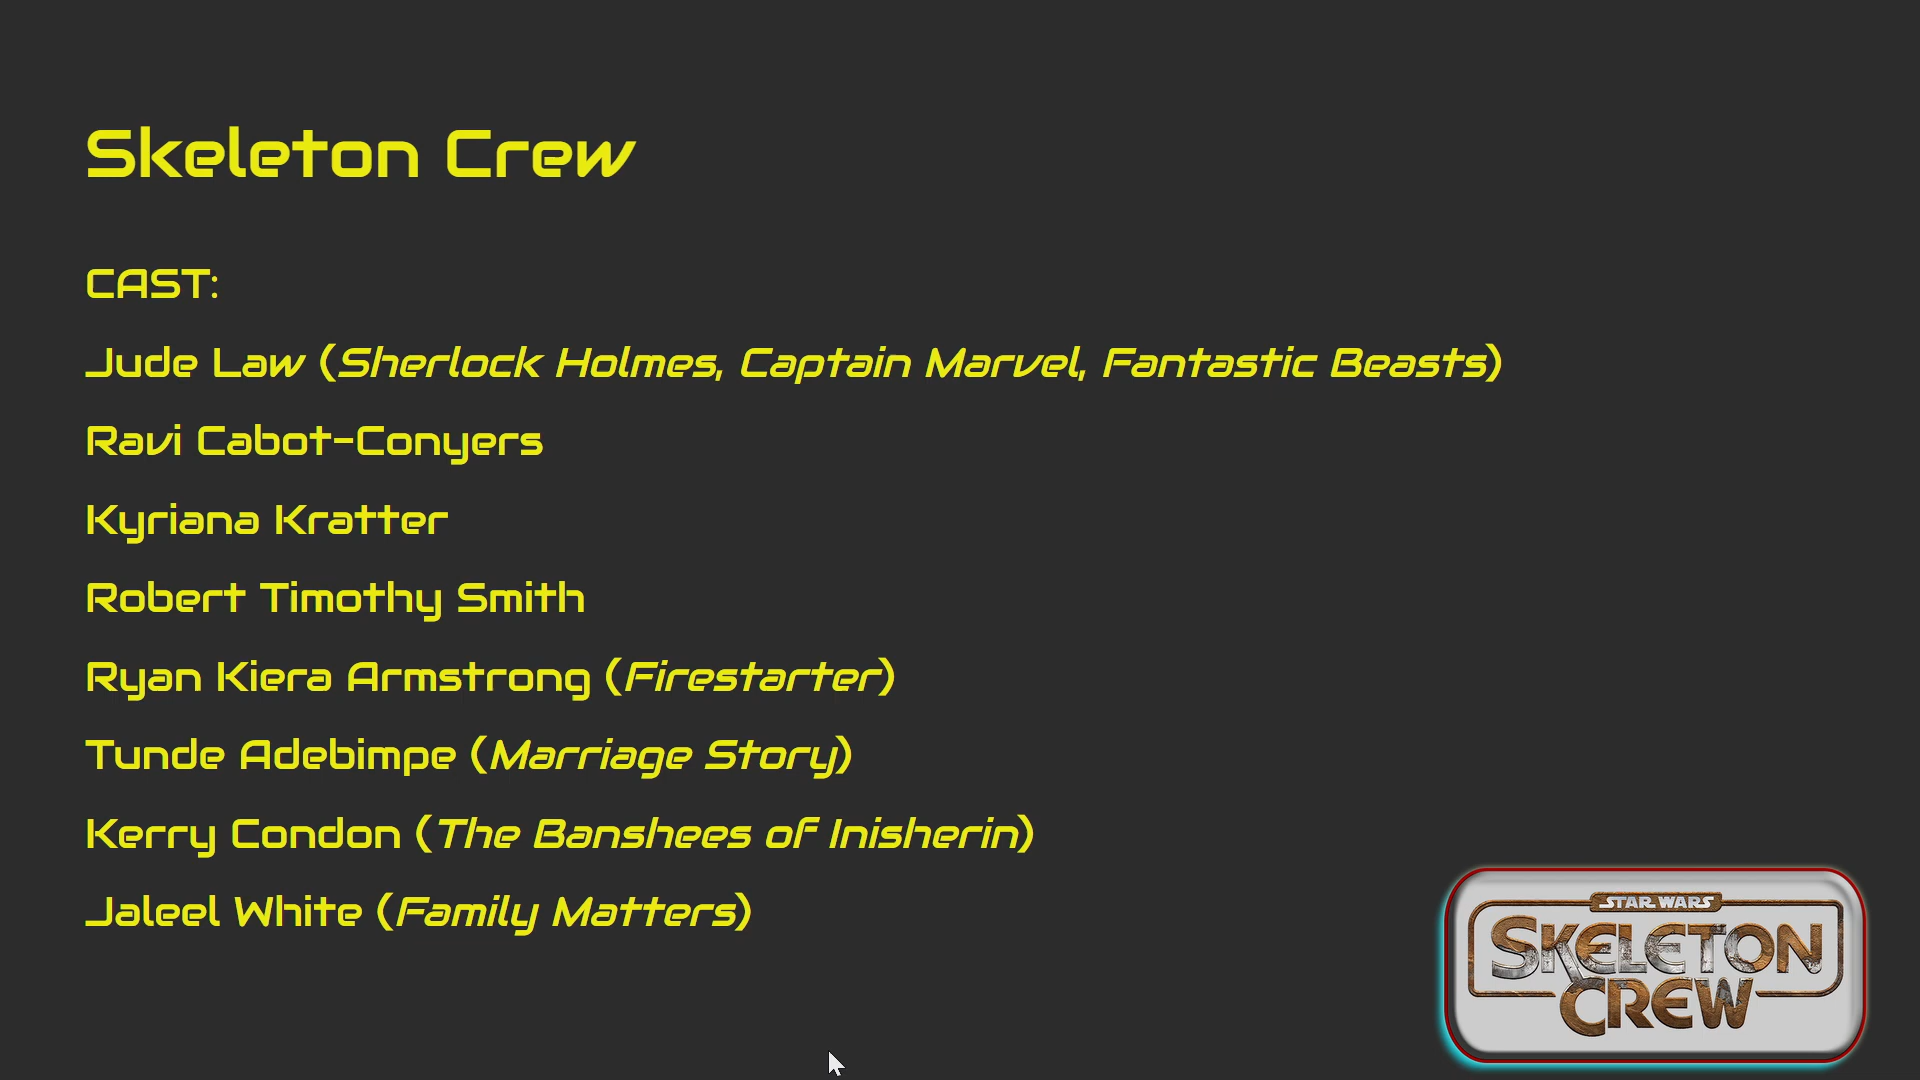 Skeleton Crew
CAST:
Jude Law (Sherlock Holmes, Captain Marvel, Fantastic Beasts)
Ravi Cabot-Conyers
Kyriana Kratter
Robert Timothy Smith
Ryan Kiera Armstrong (Firestarter)
Tunde Adebimpe (Marriage Story)
Kerry Condon (The Banshees of Inisherin)
Jaleel White (Family Matters)
STAR WARS
SKELETON
CREW